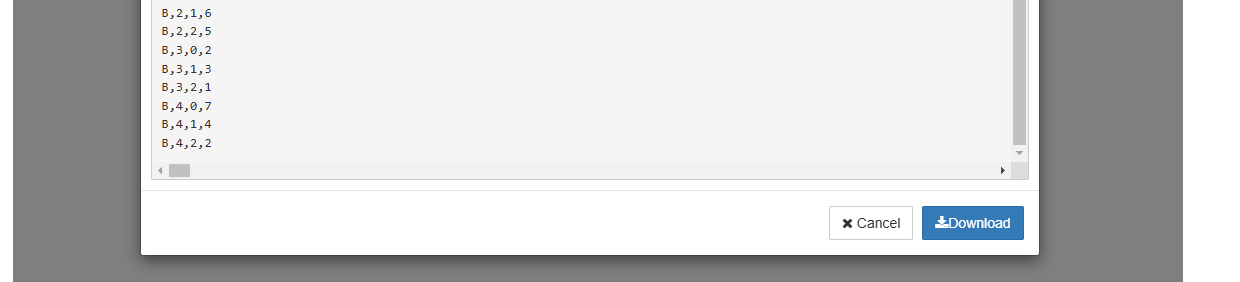 B,2,1,6
B,2,2,5
B,3,0,2
B,3,1,3
B,3,2,1
B,4,0,7
B,4,1,4
B,4,2,2
Cancel
Download